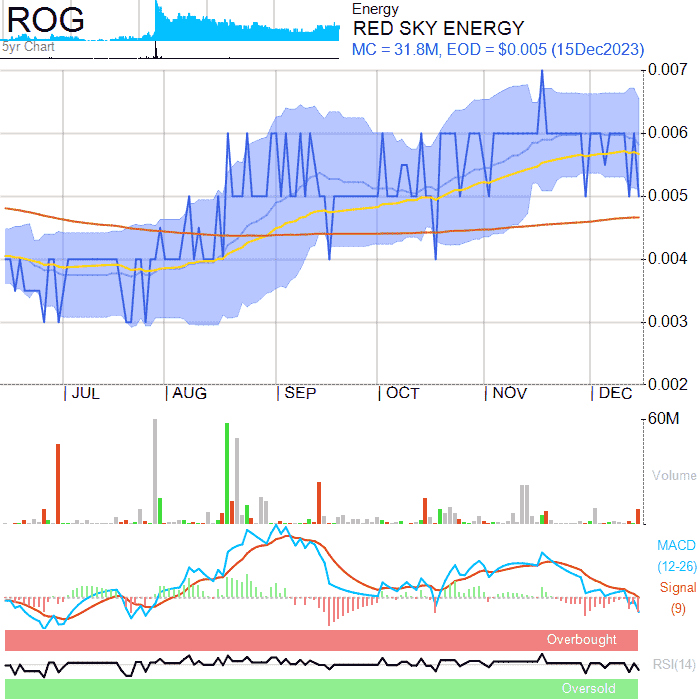 ROG
5yr Chart
Energy
RED SKY ENERGY
MC = 31.8M, EOD = $0.005 (15Dec2023)
0.007
0.006
0.005
0.004
0.003
0.002
JUL AUG SEP OCT NOV DEC
60M
Volume
MACD
(12-26)
Signal
(9)
Overbought
RSI(14)
Oversold